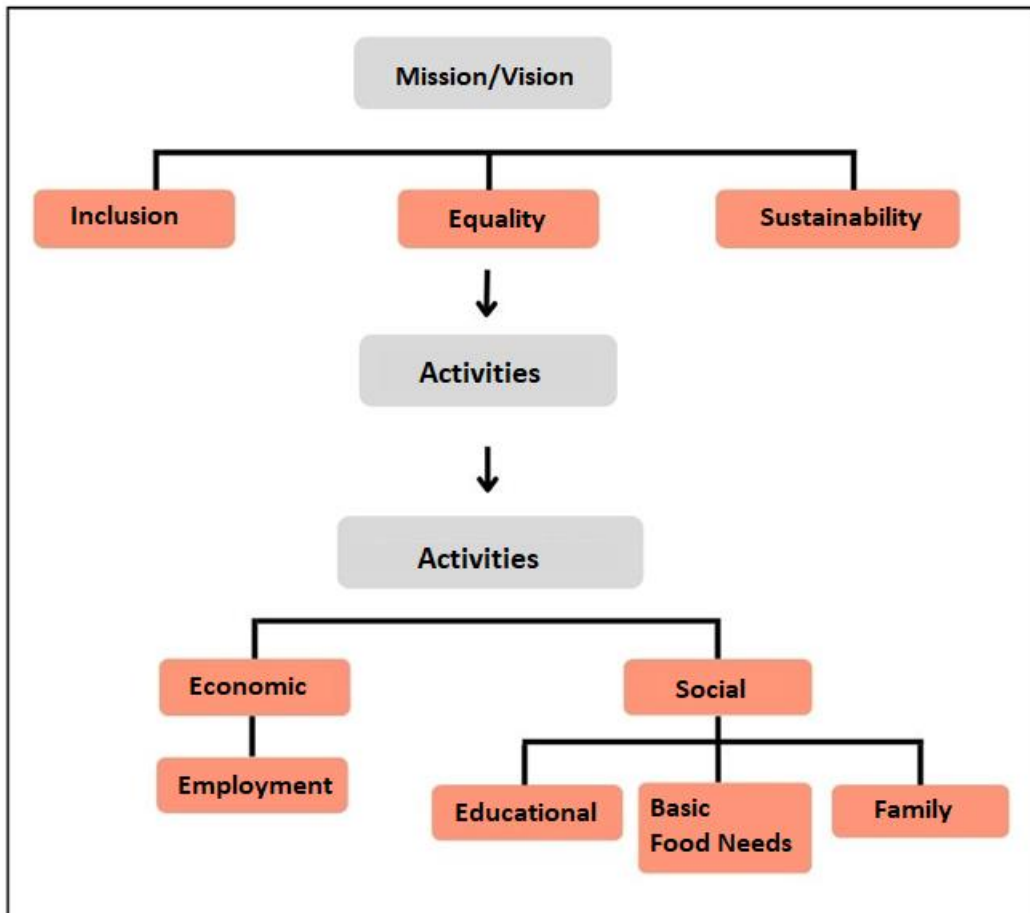 Mission/Vision
Inclusion
Equality
Sustainability
Activities
Activities
Economic
Social
Employment
Educational
Basic
Food Needs
Family